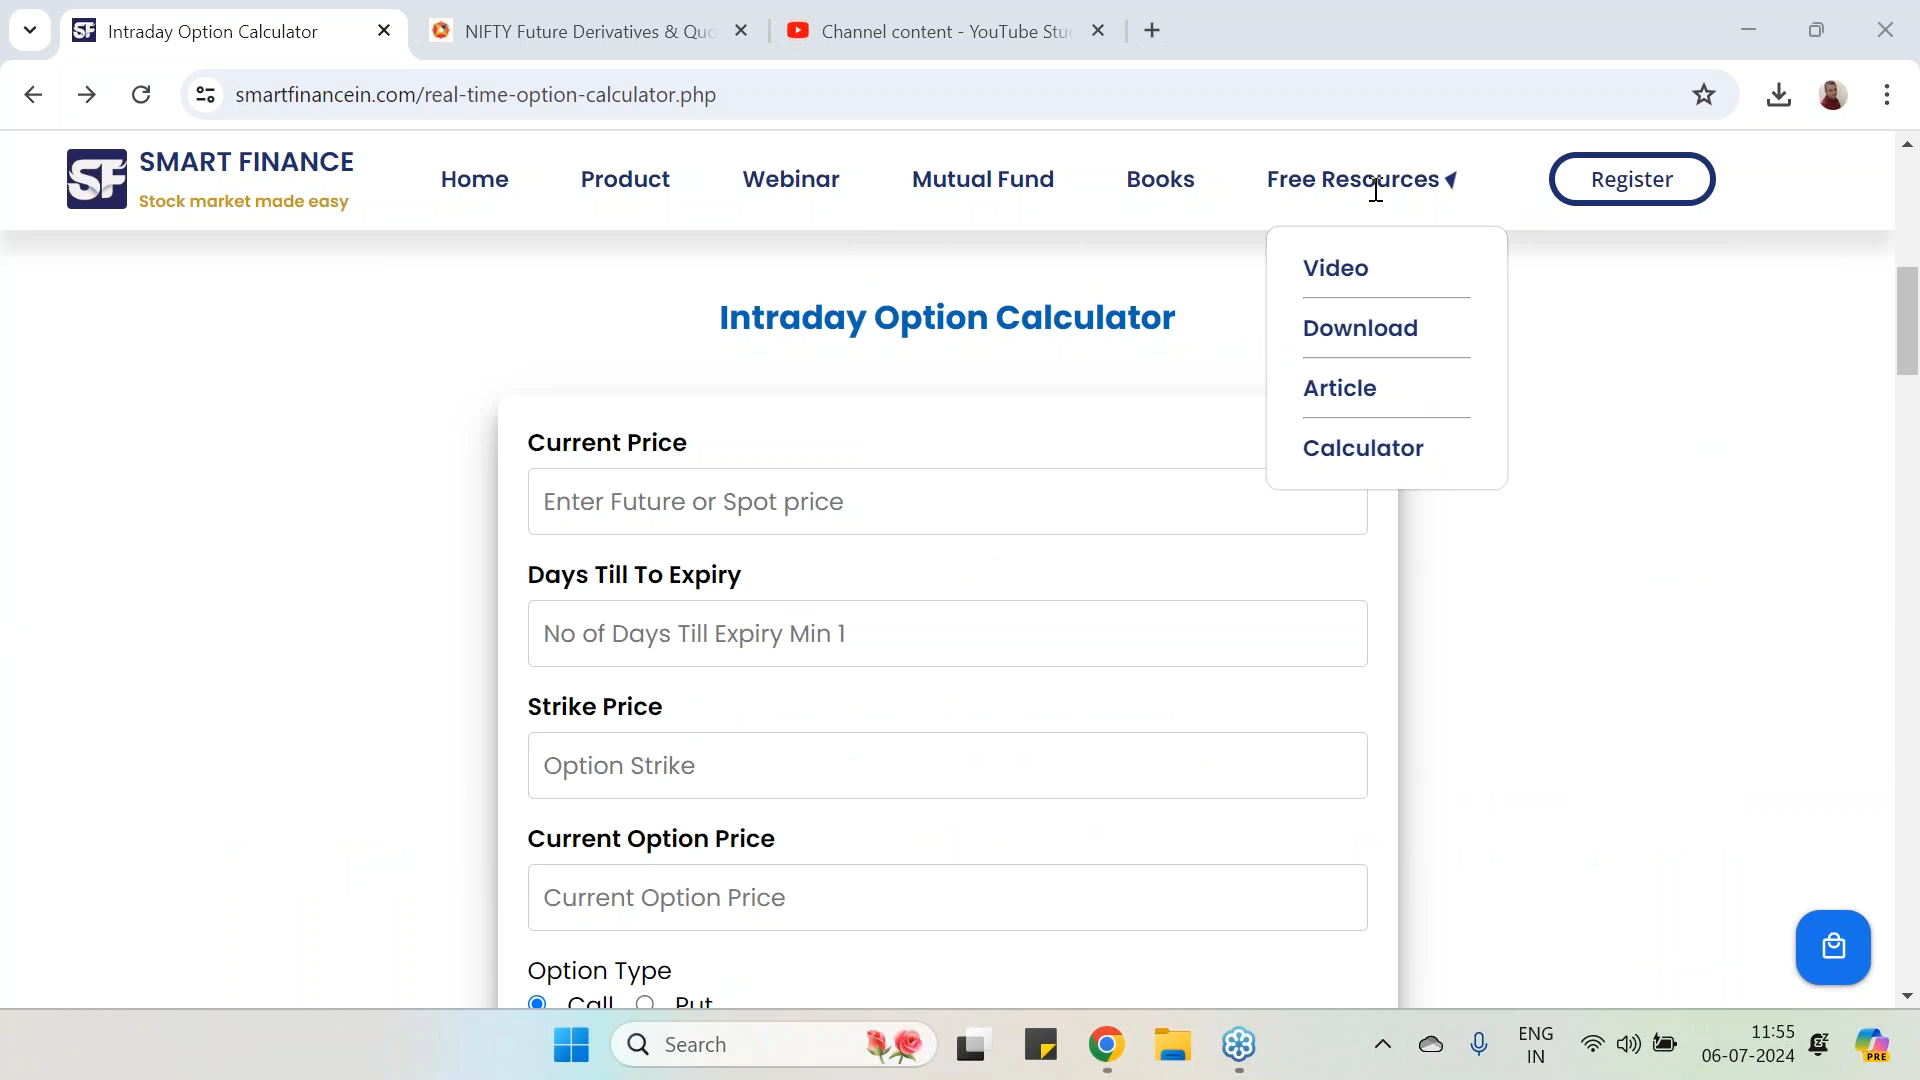 Intraday Option Calculator
NIFTY Future Derivatives & Quo
Channel content - YouTube Stu
smartfinancein.com/real-time-option-calculator.php
SF
SMART FINANCE
Stock market made easy
Home
Product
Webinar
Mutual Fund
Books
Free Resources
Register
Video
Download
Article
Calculator
Intraday Option Calculator
Current Price
Enter Future or Spot price
Days Till To Expiry
No of Days Till Expiry Min 1
Strike Price
Option Strike
Current Option Price
Current Option Price
Option Type
Call Put
Search
ENG
IN
11:55
06-07-2024
PRE